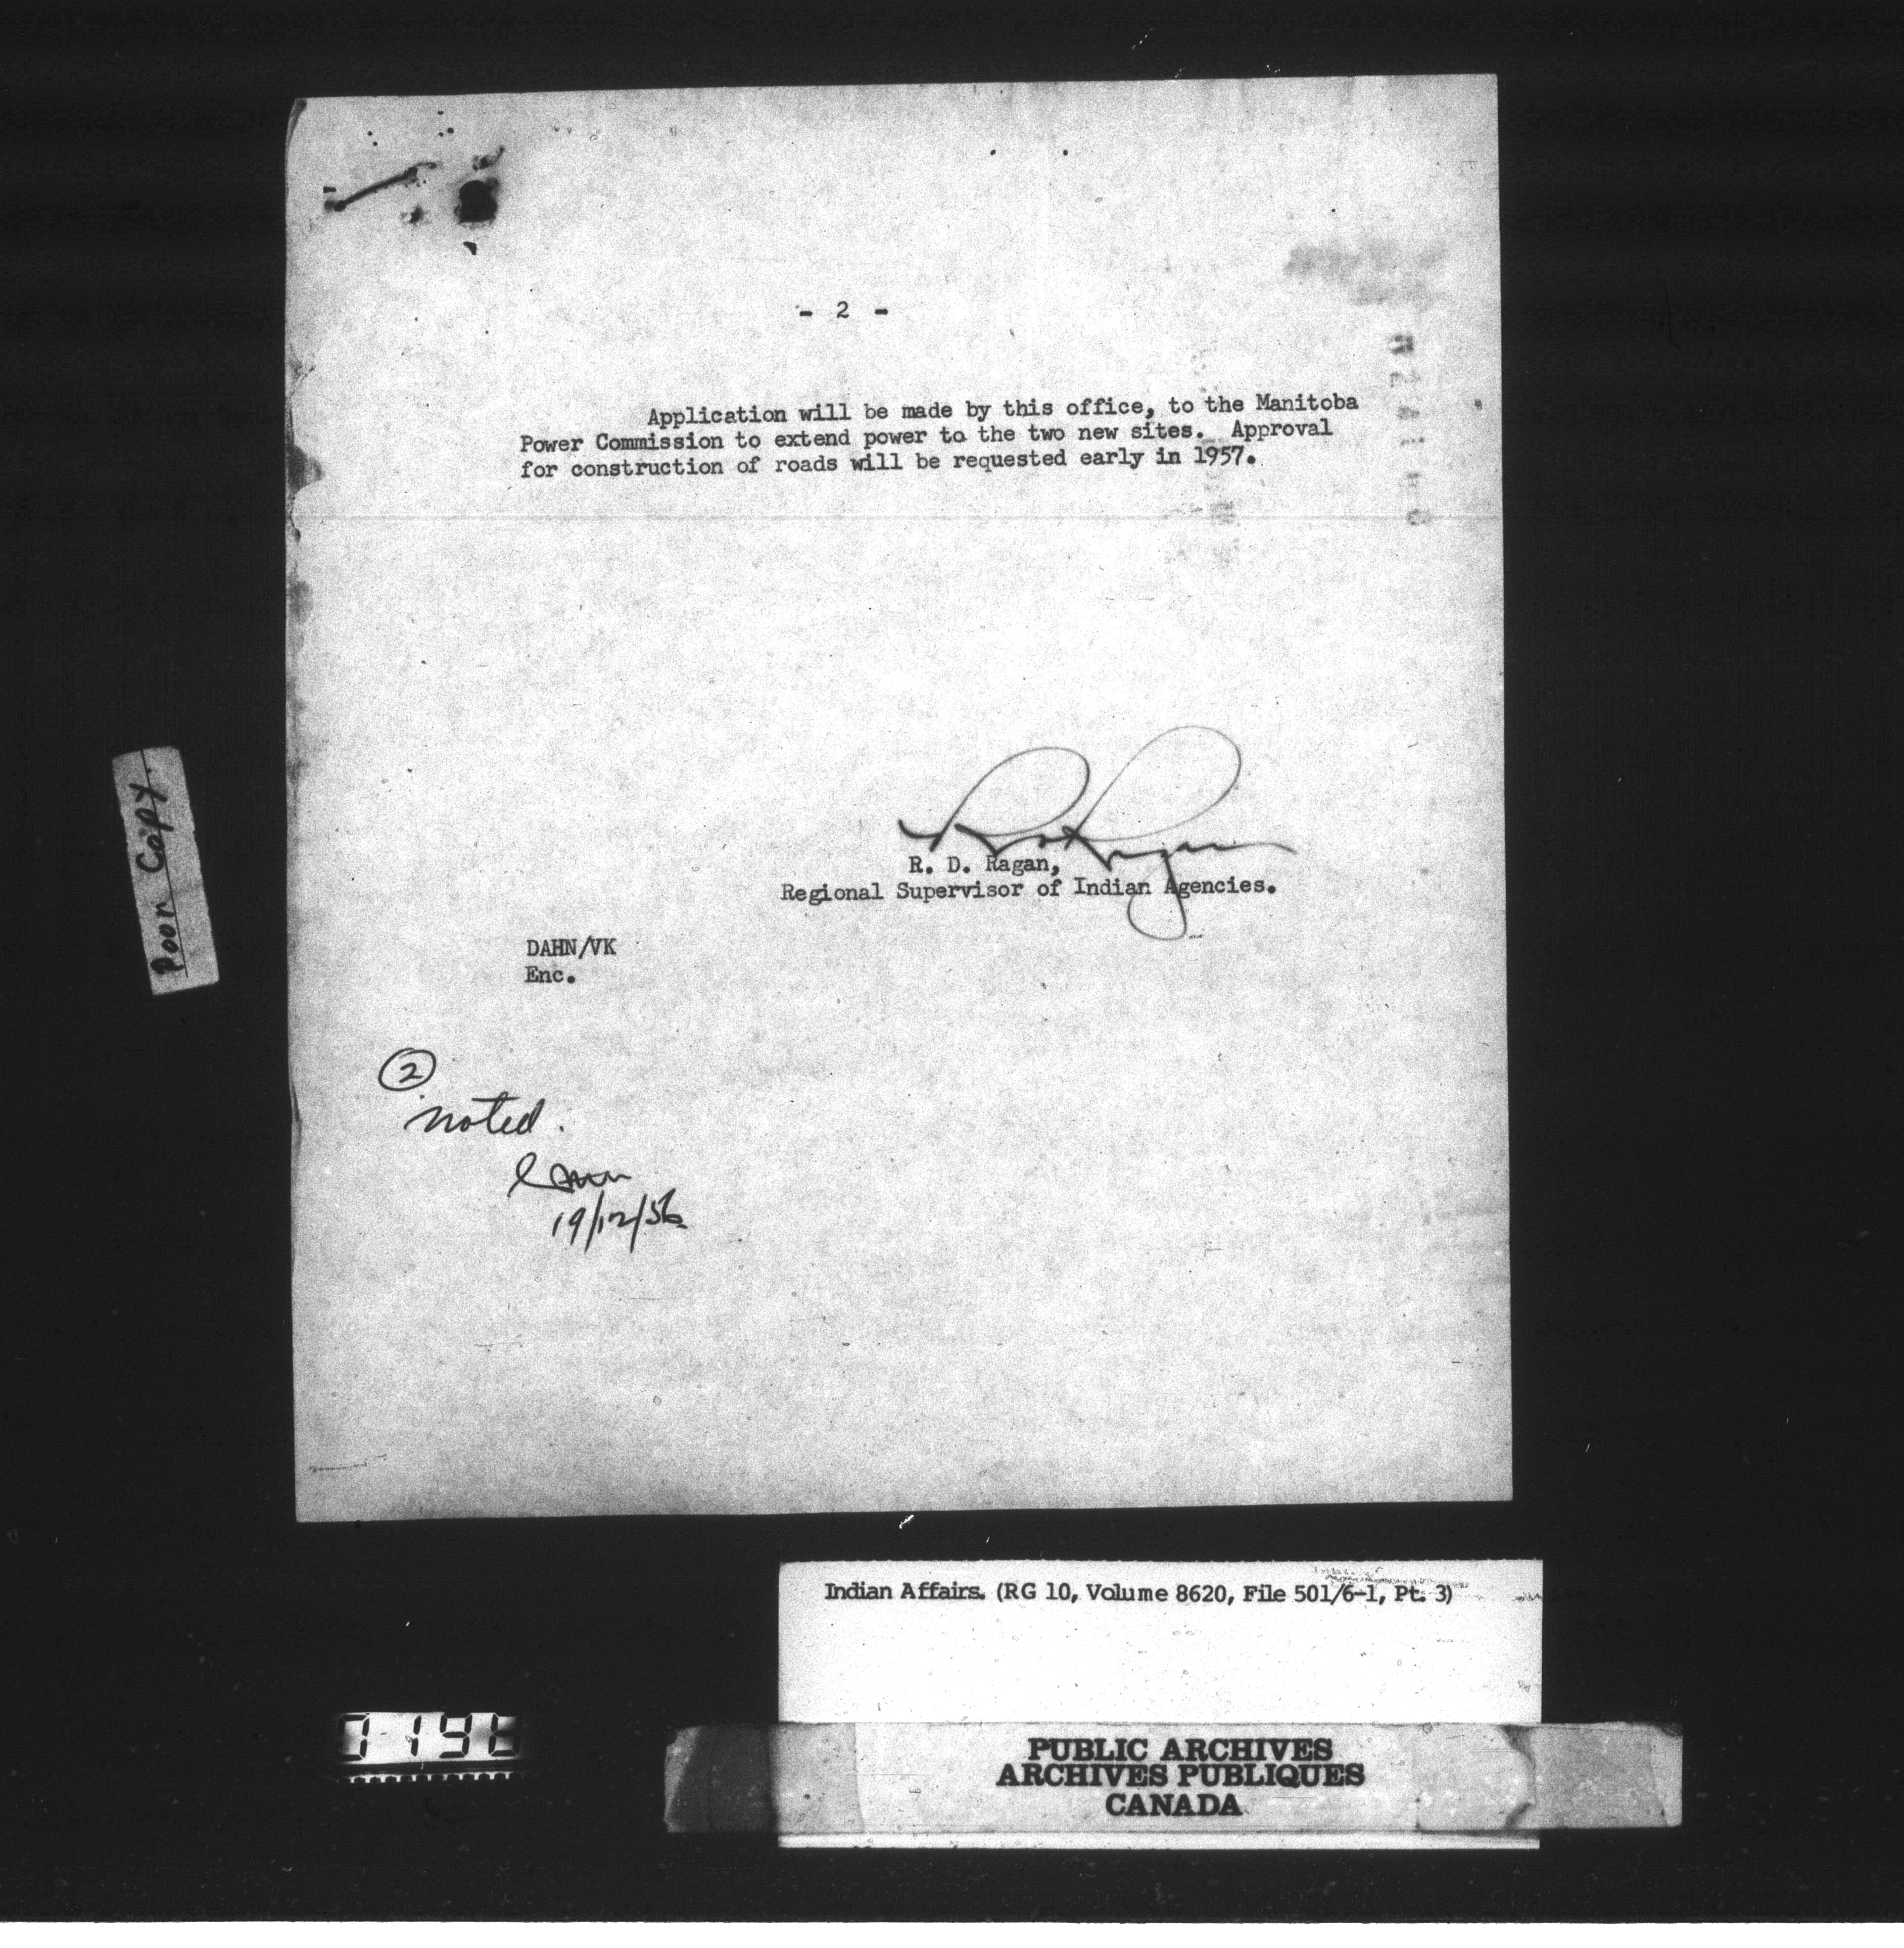 - 2 -
Application will be made by this office, to the Manitoba
Power Commission to extend power to the two new sites. Approval
for construction of roads will be requested early in 1957.
R. D. Ragan,
Regional Supervisor of Indian Agencies.
DAHN/VK
Enc.
2
noted.
19/12/56
Poor Copy.
Indian Affairs. (RG 10, Volume 8620, File 501/6-1, Pt. 3)
PUBLIC ARCHIVES
ARCHIVES PUBLIQUES
CANADA